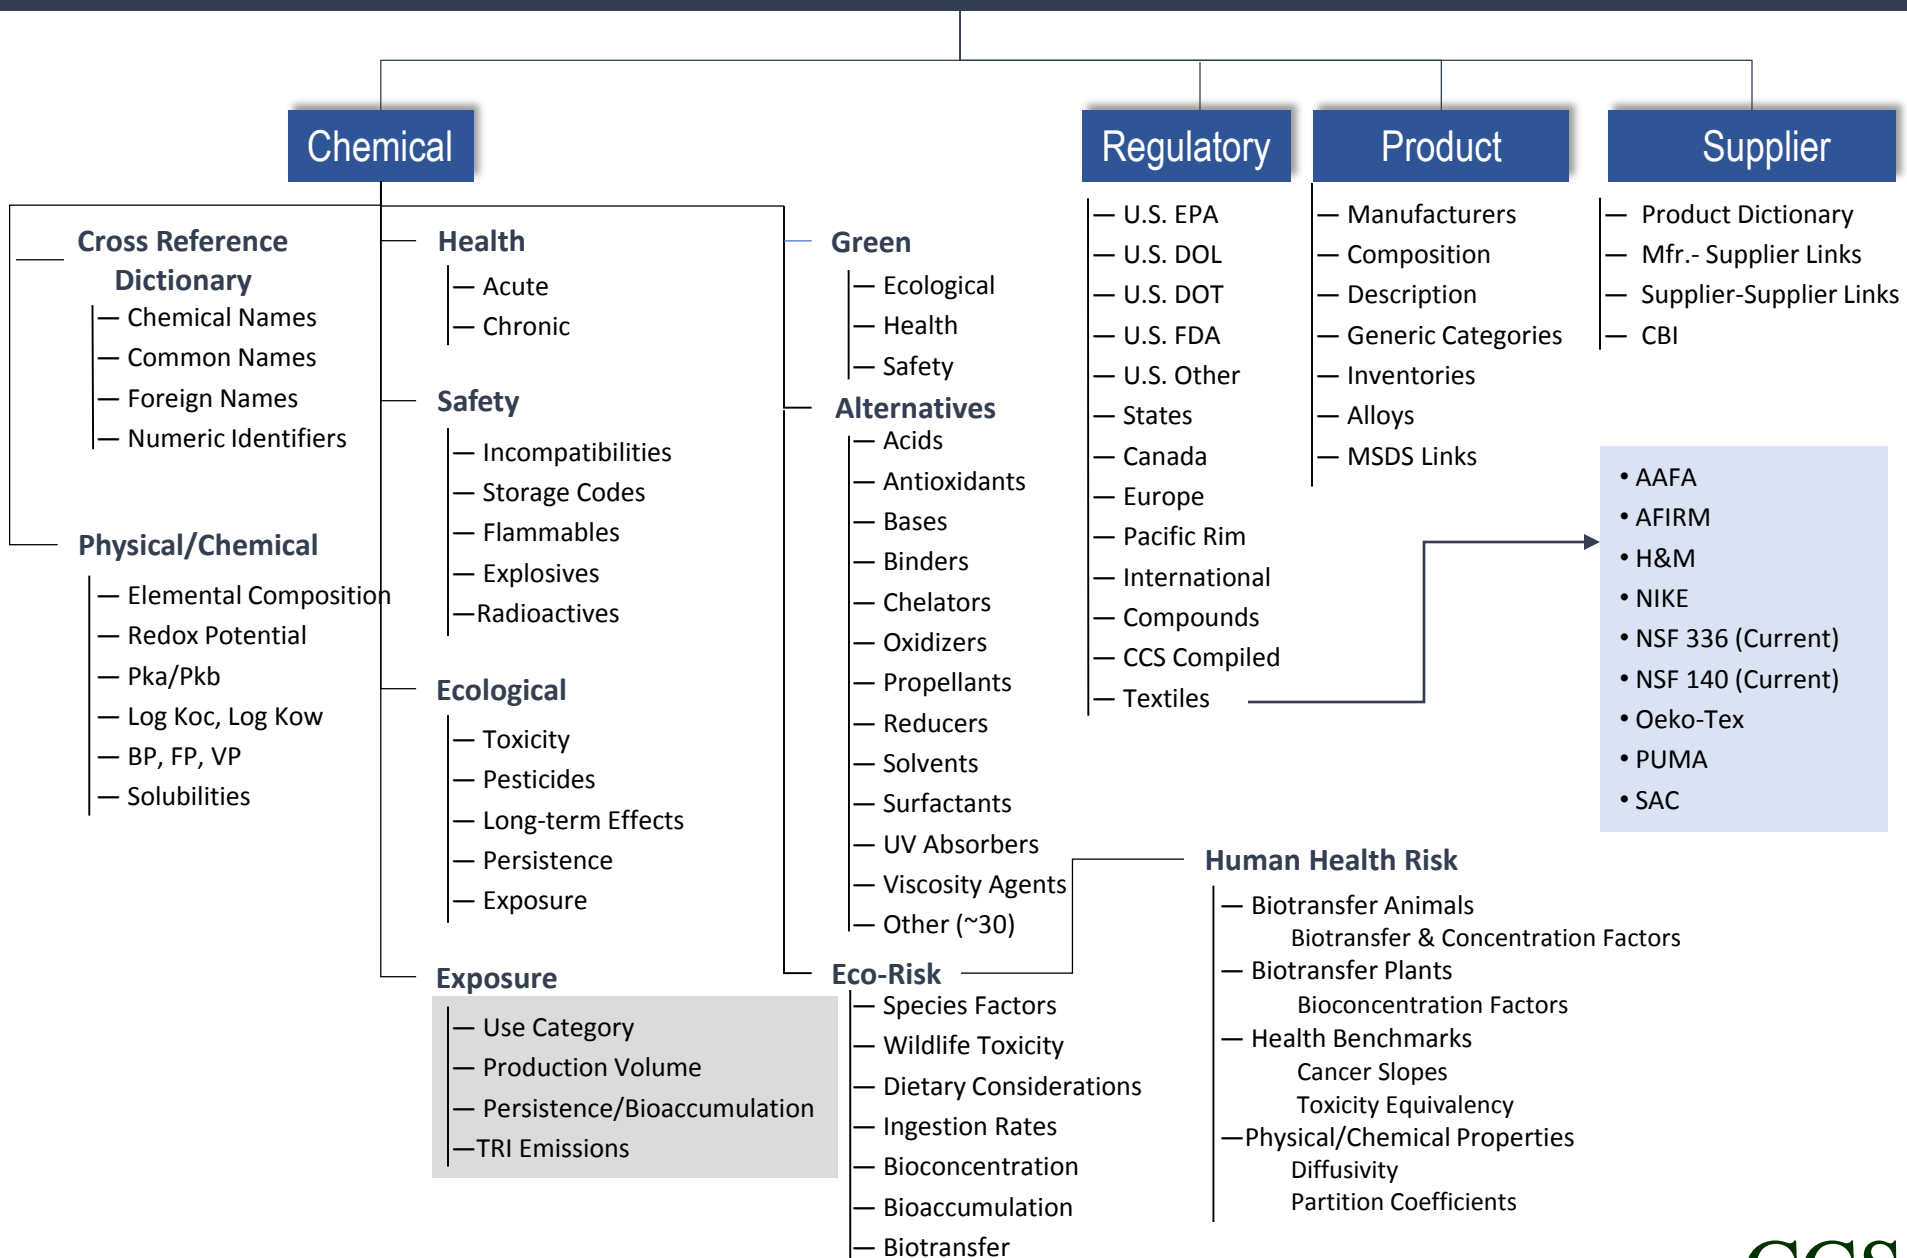 Chemical
Regulatory
Product
Supplier
Cross Reference
Dictionary
— Chemical Names
— Common Names
— Foreign Names
— Numeric Identifiers
Physical/Chemical
— Elemental Composition
— Redox Potential
— Pka/Pkb
— Log Koc, Log Kow
— BP, FP, VP
— Solubilities
Health
— Acute
— Chronic
Safety
— Incompatibilities
— Storage Codes
— Flammables
— Explosives
—Radioactives
Ecological
— Toxicity
— Pesticides
— Long-term Effects
— Persistence
— Exposure
Exposure
— Use Category
— Production Volume
— Persistence/Bioaccumulation
—TRI Emissions
Green
— Ecological
— Health
— Safety
Alternatives
— Acids
— Antioxidants
— Bases
— Binders
— Chelators
— Oxidizers
— Propellants
— Reducers
— Solvents
— Surfactants
— UV Absorbers
— Viscosity Agents
— Other (~30)
Eco-Risk
— Species Factors
— Wildlife Toxicity
— Dietary Considerations
— Ingestion Rates
— Bioconcentration
— Bioaccumulation
— Biotransfer
Human Health Risk
— Biotransfer Animals
Biotransfer & Concentration Factors
— Biotransfer Plants
Bioconcentration Factors
— Health Benchmarks
Cancer Slopes
Toxicity Equivalency
—Physical/Chemical Properties
Diffusivity
Partition Coefficients
— U.S. EPA
— U.S. DOL
— U.S. DOT
— U.S. FDA
— U.S. Other
— States
— Canada
— Europe
— Pacific Rim
— International
— Compounds
— CCS Compiled
— Textiles
— Manufacturers
— Composition
— Description
— Generic Categories
— Inventories
— Alloys
— MSDS Links
— Product Dictionary
— Mfr.- Supplier Links
— Supplier-Supplier Links
— CBI
• AAFA
• AFIRM
• H&M
• NIKE
• NSF 336 (Current)
• NSF 140 (Current)
• Oeko-Tex
• PUMA
• SAC